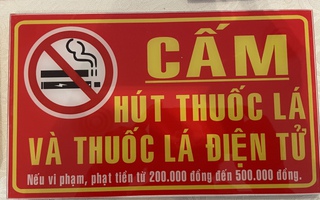 CẤM
HÚT THUỐC LÁ
VÀ THUỐC LÁ ĐIỆN TỬ
Nếu vi phạm, phạt tiền từ 200.000 đồng đến 500.000 đồng.